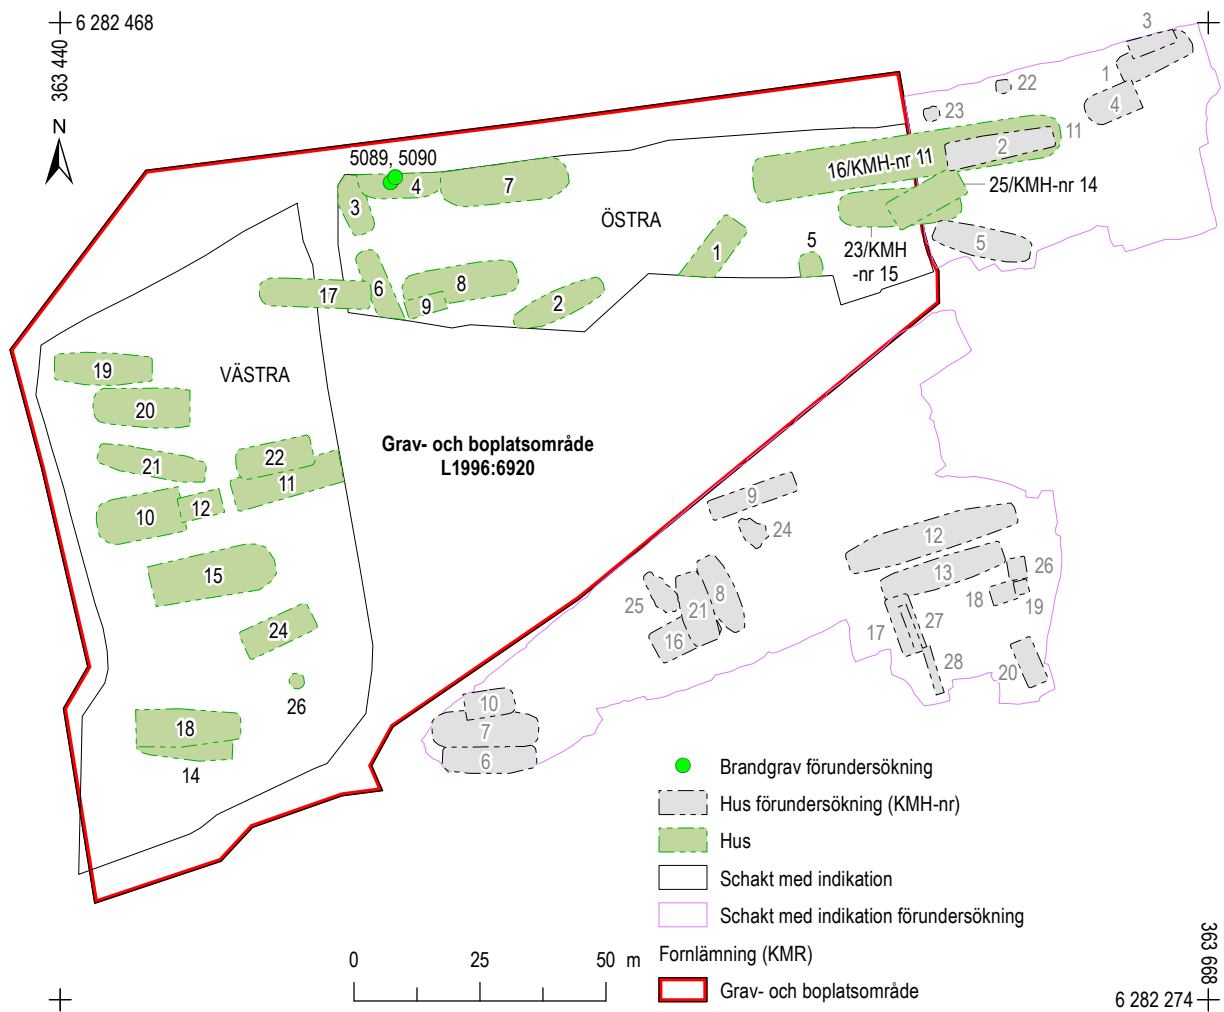 6 282 468
363 440
N
3
1
22
4
23
11
5089, 5090
2
16/KMH-nr 11
4
7
25/KMH-nr 14
3
ÖSTRA
5
1
5
23/KMH
-nr 15
6
8
17
9
2
19
VÄSTRA
20
Grav- och boplatsområde
L1996:6920
22
21
11
12
10
9
24
12
15
13
26
8
25
21
18
19
27
24
17
16
28
20
26
10
18
7
14
6
Brandgrav förundersökning
Hus förundersökning (KMH-nr)
Hus
Schakt med indikation
Schakt med indikation förundersökning
Fornlämning (KMR)
Grav- och boplatsområde
0 25 50 m
363 668
6 282 274